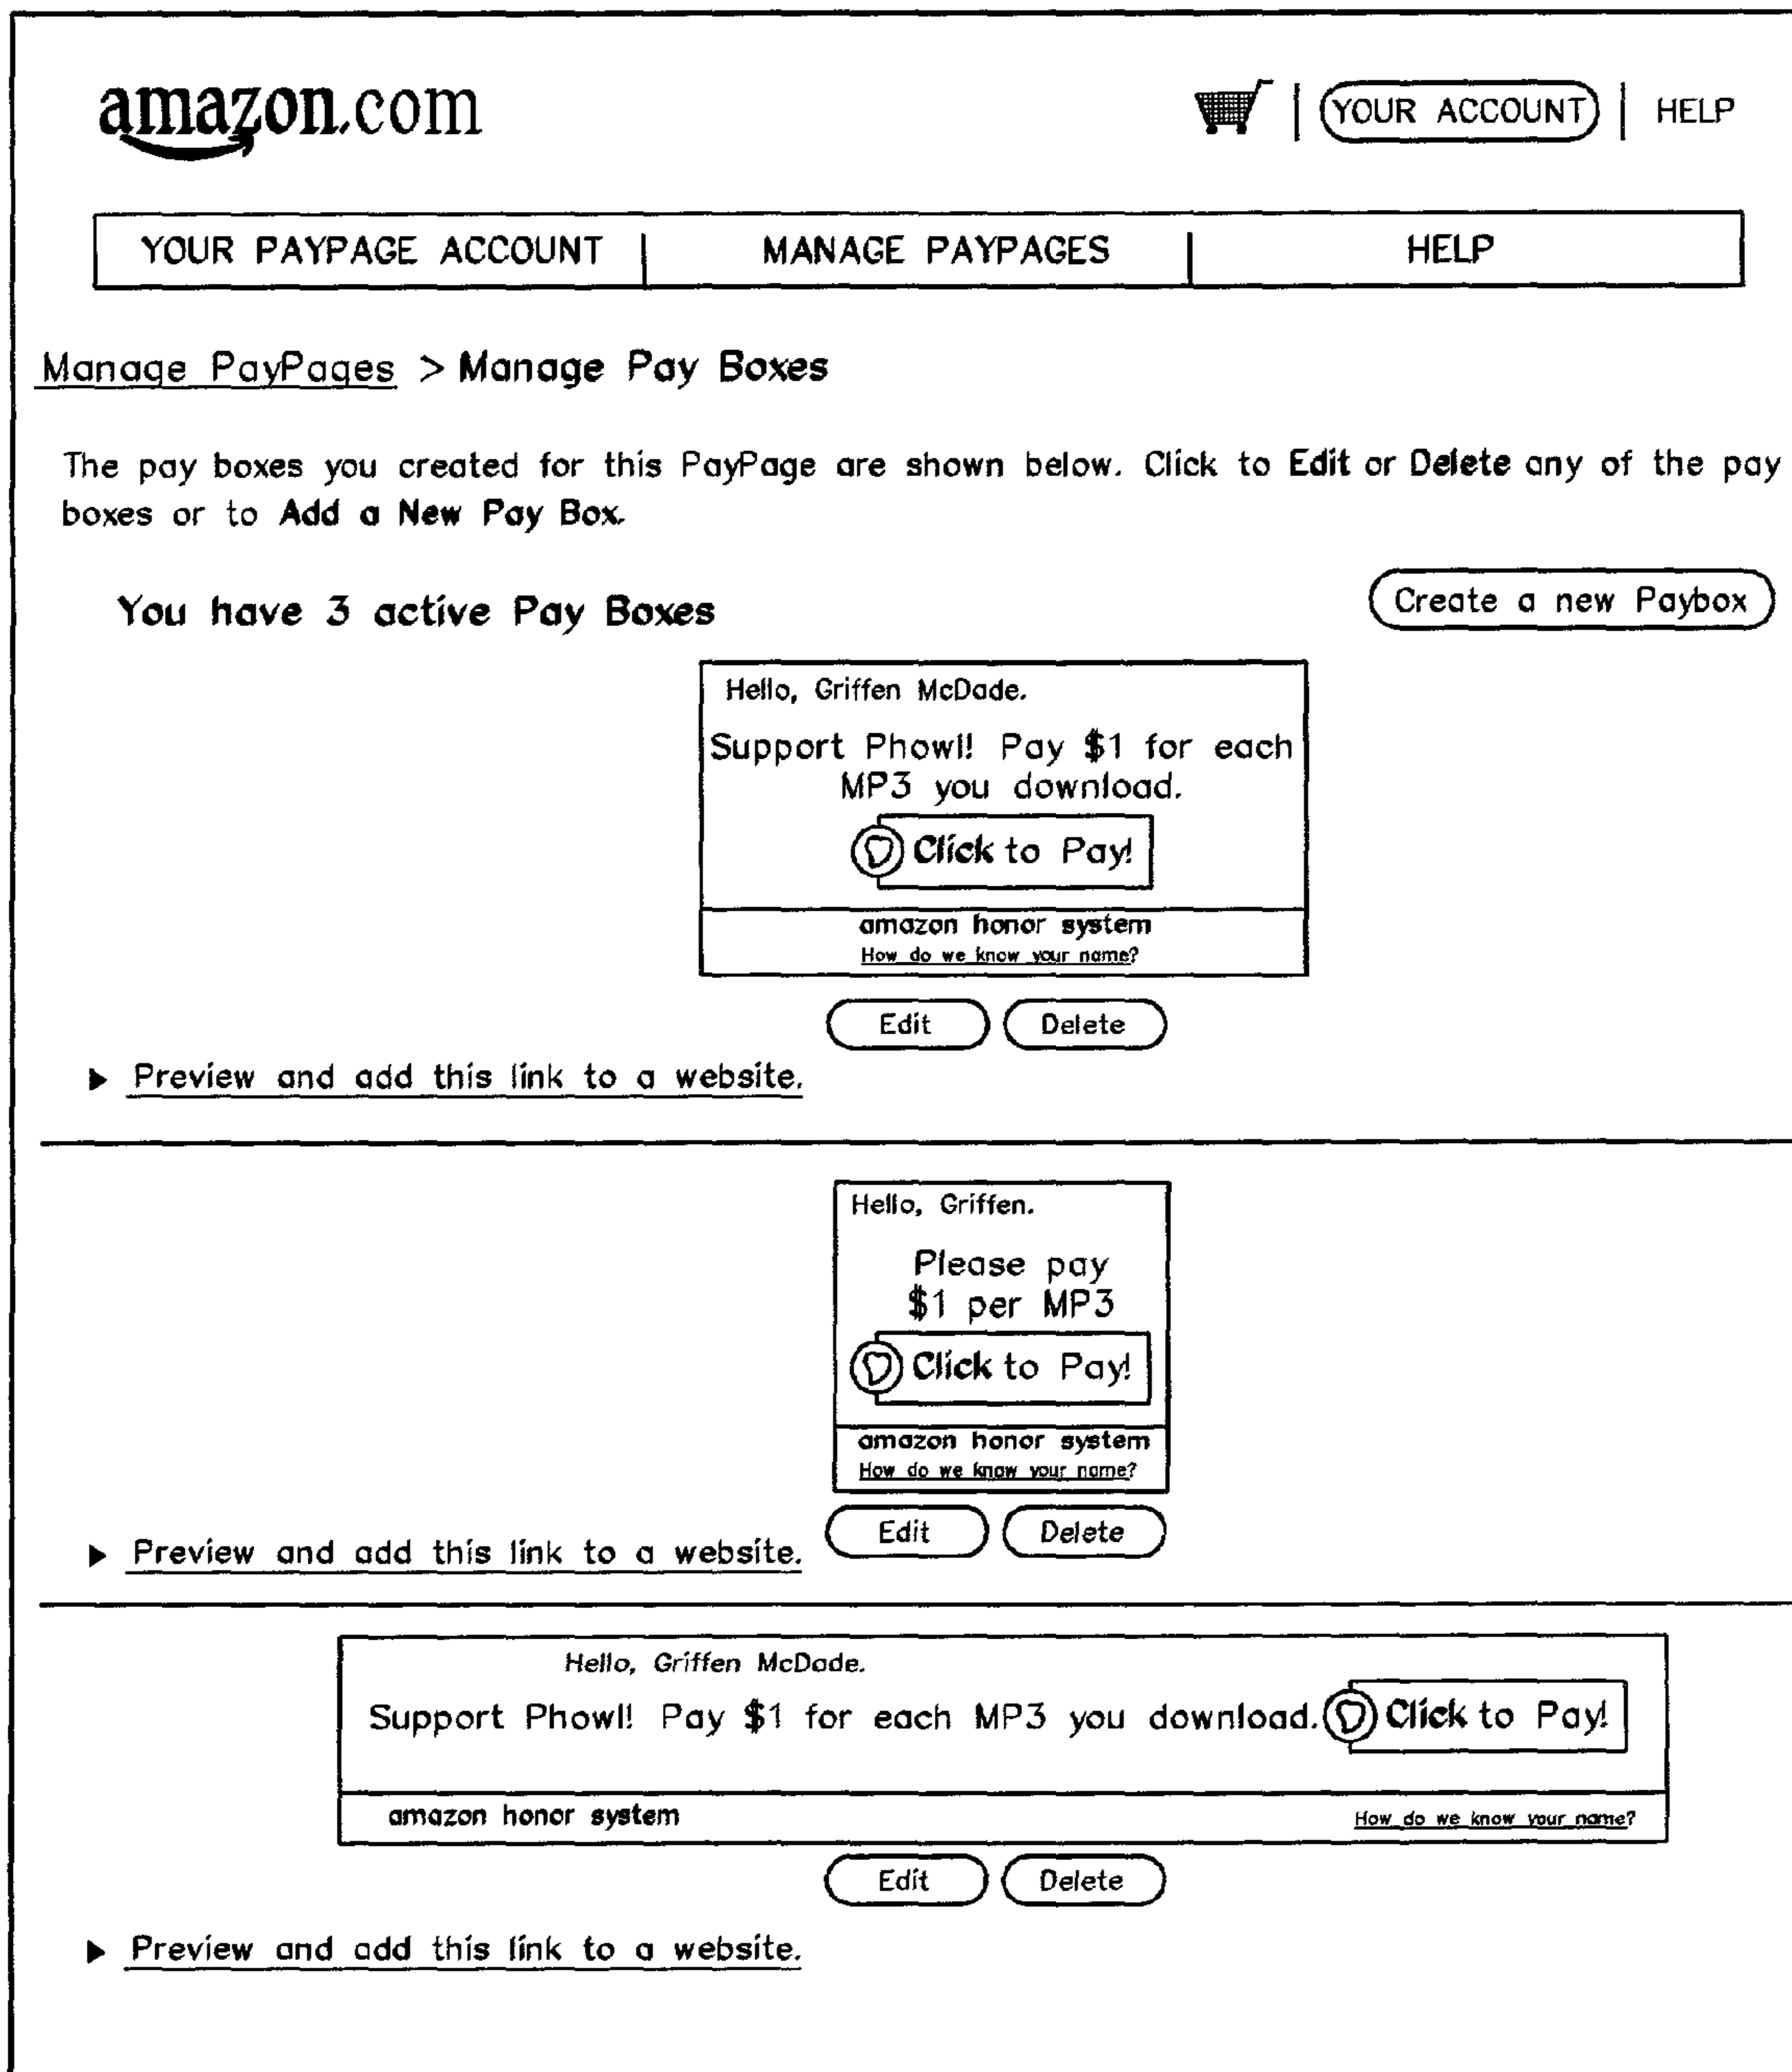 amazon.com
YOUR ACCOUNT | HELP
YOUR PAYPAGE ACCOUNT | MANAGE PAYPAGES | HELP
Manage PayPages > Manage Pay Boxes
The pay boxes you created for this PayPage are shown below. Click to Edit or Delete any of the pay
boxes or to Add a New Pay Box.
You have 3 active Pay Boxes
Create a new Paybox
Hello, Griffen McDade.
Support Phowl! Pay $1 for each
MP3 you download.
Click to Pay!
amazon honor system
How do we know your name?
Edit Delete
Preview and add this link to a website.
Hello, Griffen.
Please pay
$1 per MP3
Click to Pay!
amazon honor system
How do we know your name?
Edit Delete
Preview and add this link to a website.
Hello, Griffen McDade.
Support Phowl! Pay $1 for each MP3 you download. Click to Pay!
amazon honor system How do we know your name?
Edit Delete
Preview and add this link to a website.